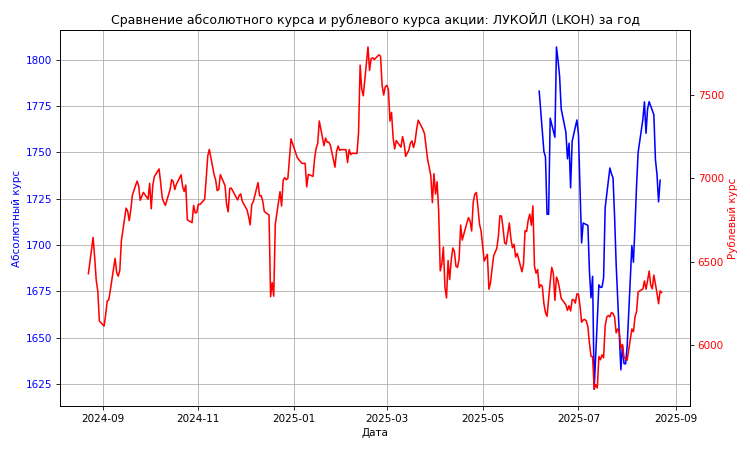 Сравнение абсолютного курса и рублевого курса акции: ЛУКОЙЛ (LKOH) за год
1800
1775
1750
1725
1700
1675
1650
1625
Абсолютный курс
7500
7000
6500
6000
Рублевый курс
2024-09 2024-11 2025-01 2025-03 2025-05 2025-07 2025-09
Дата